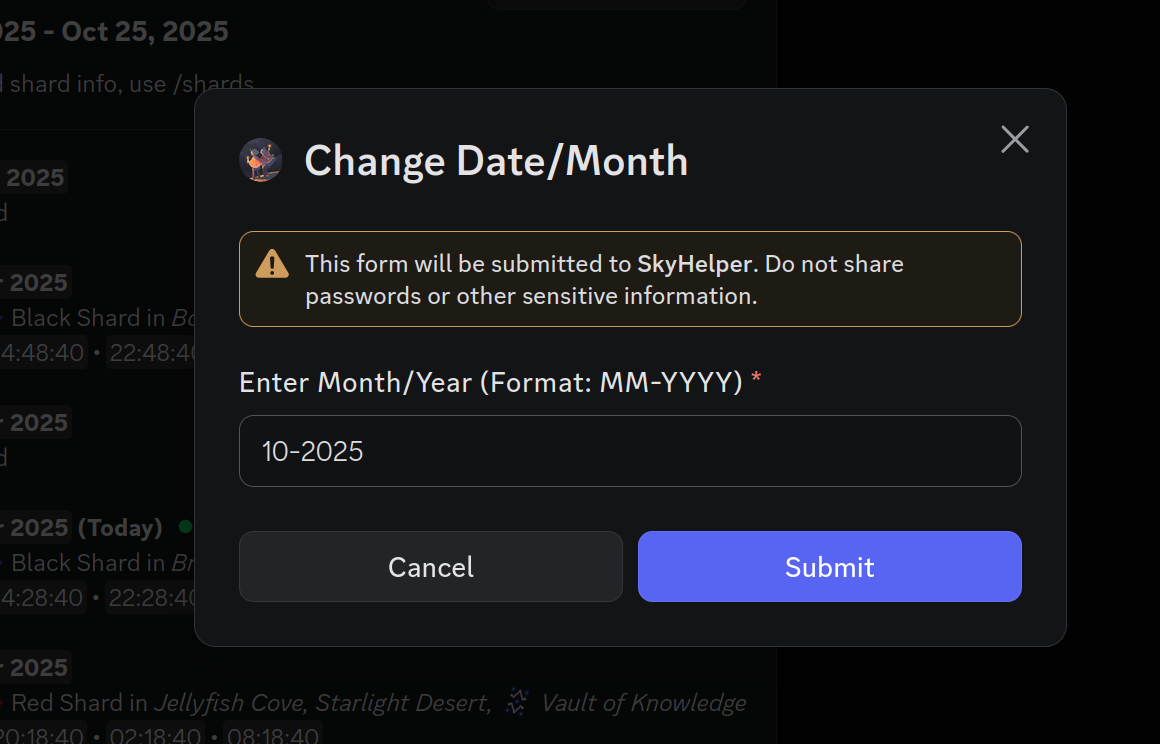 025 - Oct 25, 2025
shard info, use /shards
Change Date/Month
This form will be submitted to SkyHelper. Do not share
passwords or other sensitive information.
Enter Month/Year (Format: MM-YYYY) *
10-2025
Cancel
Submit
2025
2025
Black Shard in
4:48:40 • 22:48:40
2025
2025 (Today)
Black Shard in
4:28:40 • 22:28:40
2025
Red Shard in Jellyfish Cove, Starlight Desert, Vault of Knowledge
20:18:40 • 02:18:40 • 08:18:40